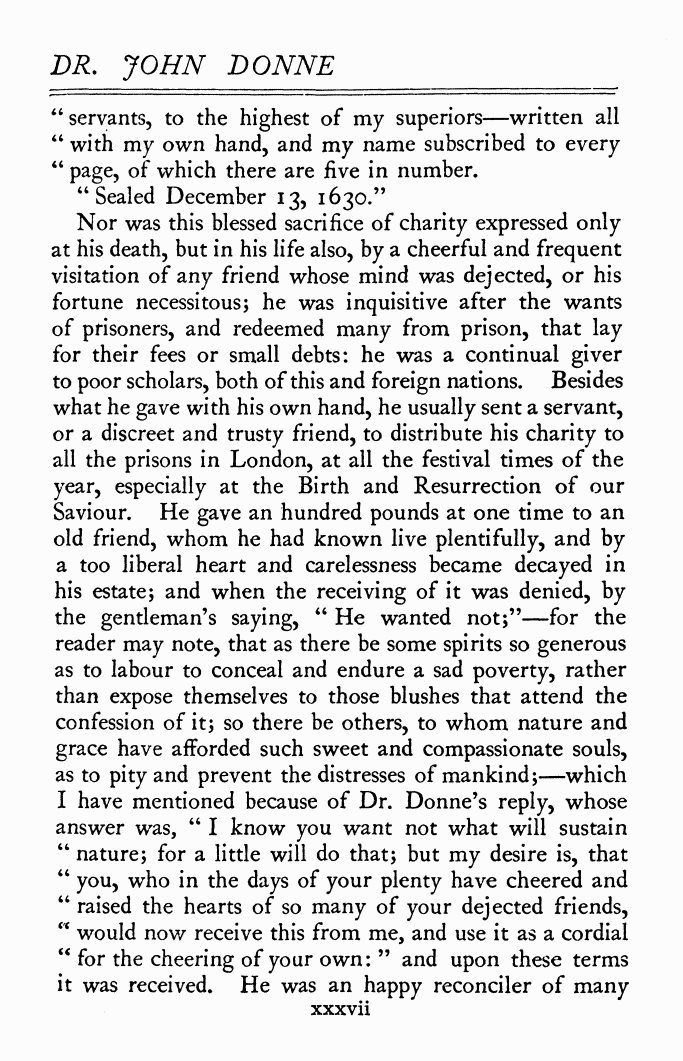 DR. JOHN DONNE
“ servants, to the highest of my superiors—written all
“ with my own hand, and my name subscribed to every
“ page, of which there are five in number.
“ Sealed December 13, 1630.”
Nor was this blessed sacrifice of charity expressed only
at his death, but in his life also, by a cheerful and frequent
visitation of any friend whose mind was dejected, or his
fortune necessitous; he was inquisitive after the wants
of prisoners, and redeemed many from prison, that lay
for their fees or small debts: he was a continual giver
to poor scholars, both of this and foreign nations. Besides
what he gave with his own hand, he usually sent a servant,
or a discreet and trusty friend, to distribute his charity to
all the prisons in London, at all the festival times of the
year, especially at the Birth and Resurrection of our
Saviour. He gave an hundred pounds at one time to an
old friend, whom he had known live plentifully, and by
a too liberal heart and carelessness became decayed in
his estate; and when the receiving of it was denied, by
the gentleman’s saying, “ He wanted not;”—for the
reader may note, that as there be some spirits so generous
as to labour to conceal and endure a sad poverty, rather
than expose themselves to those blushes that attend the
confession of it; so there be others, to whom nature and
grace have afforded such sweet and compassionate souls,
as to pity and prevent the distresses of mankind;—which
I have mentioned because of Dr. Donne’s reply, whose
answer was, “ I know you want not what will sustain
“ nature; for a little will do that; but my desire is, that
“ you, who in the days of your plenty have cheered and
“ raised the hearts of so many of your dejected friends,
“ would now receive this from me, and use it as a cordial
“ for the cheering of your own: ” and upon these terms
it was received. He was an happy reconciler of many
xxxvii